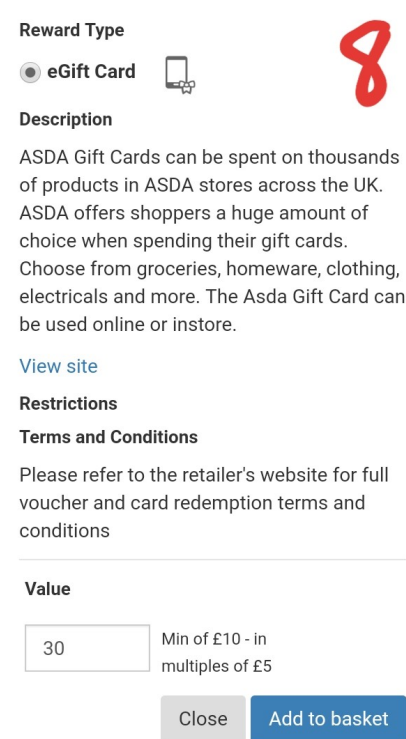 Reward Type
8
eGift Card
Description
ASDA Gift Cards can be spent on thousands
of products in ASDA stores across the UK.
ASDA offers shoppers a huge amount of
choice when spending their gift cards.
Choose from groceries, homeware, clothing,
electricals and more. The Asda Gift Card can
be used online or instore.
View site
Restrictions
Terms and Conditions
Please refer to the retailer's website for full
voucher and card redemption terms and
conditions
Value
30
Min of £10 - in
multiples of £5
Close
Add to basket